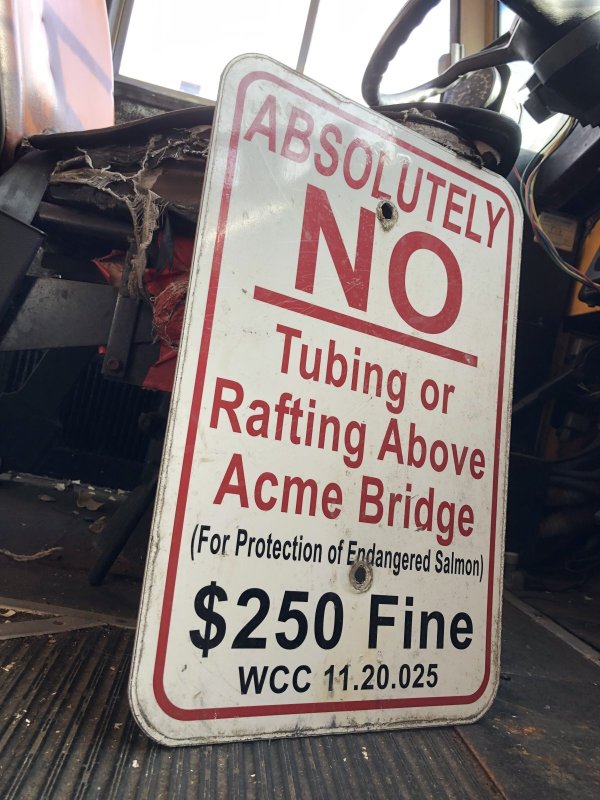 ABSOLUTELY
NO
Tubing or
Rafting Above
Acme Bridge
(For Protection of Endangered Salmon)
$250 Fine
WCC 11.20.025